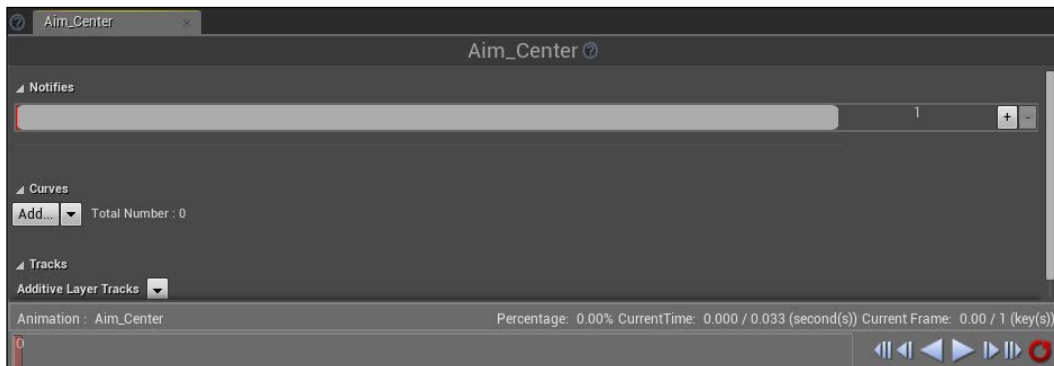 Aim_Center
Aim_Center
Notifies
1
+ -
Curves
Add... Total Number : 0
Tracks
Additive Layer Tracks
Animation : Aim_Center Percentage: 0.00% CurrentTime: 0.000 / 0.033 (second(s)) Current Frame: 0.00 / 1 (key(s))
0